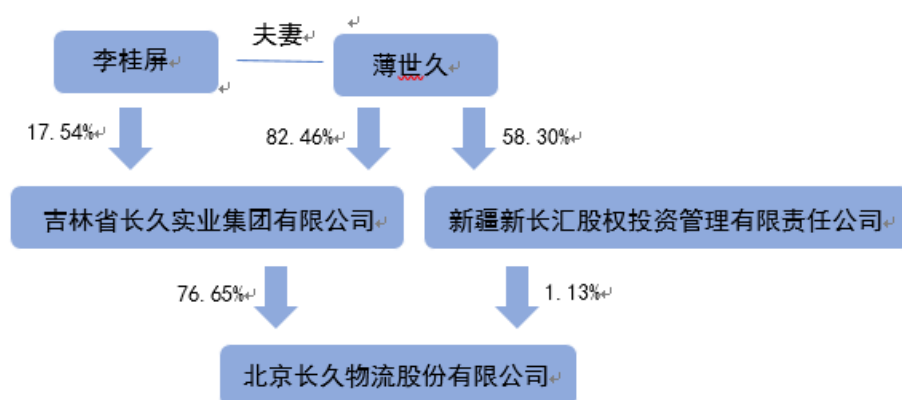 夫妻
李桂屏
薄世久
17.54%
82.46%
58.30%
吉林省长久实业集团有限公司
新疆新长汇股权投资管理有限责任公司
76.65%
1.13%
北京长久物流股份有限公司